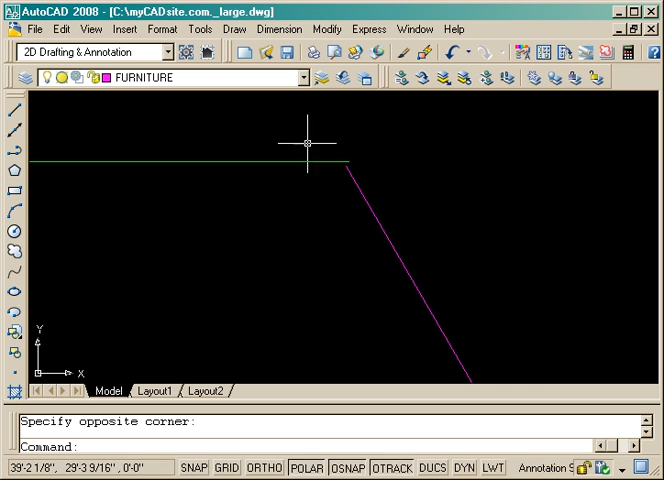 AutoCAD 2008 - [C:\myCADsite.com._large.dwg]
File Edit View Insert Format Tools Draw Dimension Modify Express Window Help
2D Drafting & Annotation
FURNITURE
Y
X
Model Layout1 Layout2
Specify opposite corner:
Command:
39'-2 1/8", 29'-3 9/16", 0'-0" SNAP GRID ORTHO POLAR OSNAP OTRACK DUCS DYN LWT Annotation S